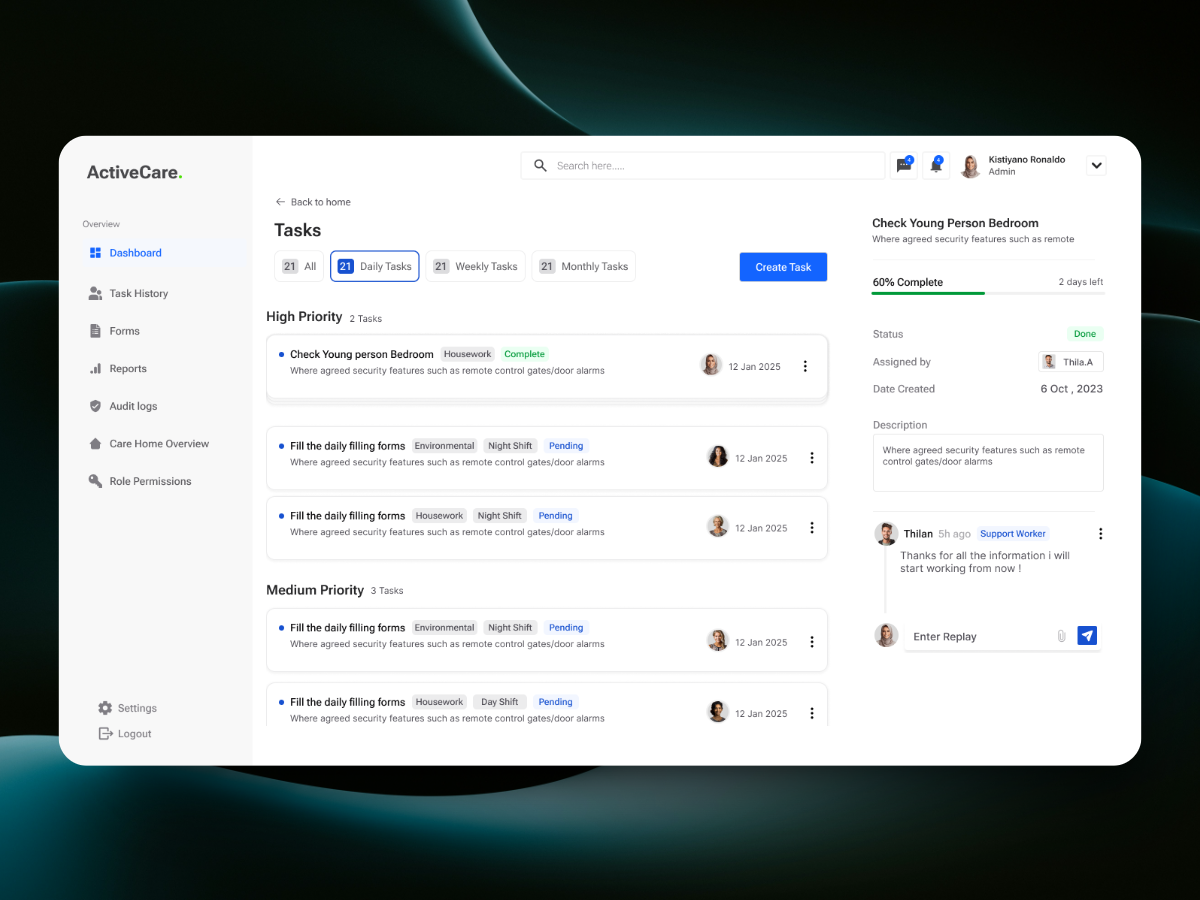 ActiveCare.
Overview
Dashboard
Task History
Forms
Reports
Audit logs
Care Home Overview
Role Permissions
Settings
Logout
Search here.....
4
4
Kistiyano Ronaldo
Admin
Back to home
Tasks
21 All
21 Daily Tasks
21 Weekly Tasks
21 Monthly Tasks
Create Task
High Priority 2 Tasks
Check Young person Bedroom Housework Complete
Where agreed security features such as remote control gates/door alarms
12 Jan 2025
Fill the daily filling forms Environmental Night Shift Pending
Where agreed security features such as remote control gates/door alarms
12 Jan 2025
Fill the daily filling forms Housework Night Shift Pending
Where agreed security features such as remote control gates/door alarms
12 Jan 2025
Medium Priority 3 Tasks
Fill the daily filling forms Environmental Night Shift Pending
Where agreed security features such as remote control gates/door alarms
12 Jan 2025
Fill the daily filling forms Housework Day Shift Pending
Where agreed security features such as remote control gates/door alarms
12 Jan 2025
Check Young Person Bedroom
Where agreed security features such as remote
60% Complete 2 days left
Status Done
Assigned by Thila.A
Date Created 6 Oct , 2023
Description
Where agreed security features such as remote
control gates/door alarms
Thilan 5h ago Support Worker
Thanks for all the information i will
start working from now !
Enter Replay